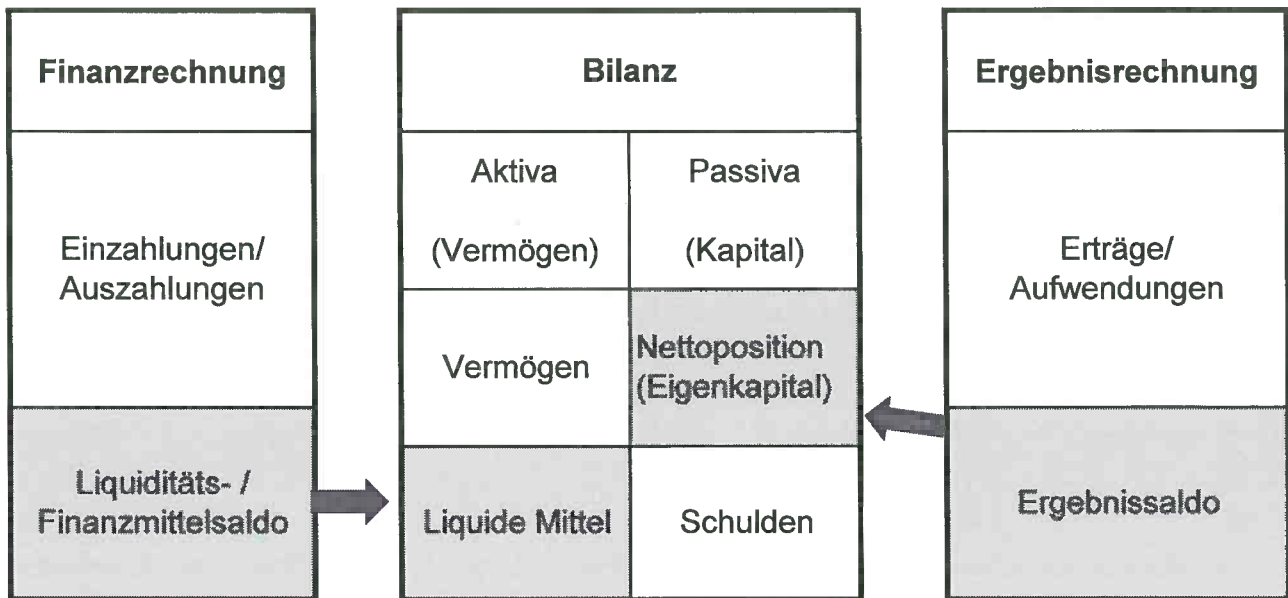 Finanzrechnung
Einzahlungen/
Auszahlungen
Liquiditäts- /
Finanzmittelsaldo
Bilanz
Aktiva
(Vermögen)
Passiva
(Kapital)
Vermögen
Nettoposition
(Eigenkapital)
Liquide Mittel
Schulden
Ergebnisrechnung
Erträge/
Aufwendungen
Ergebnissaldo